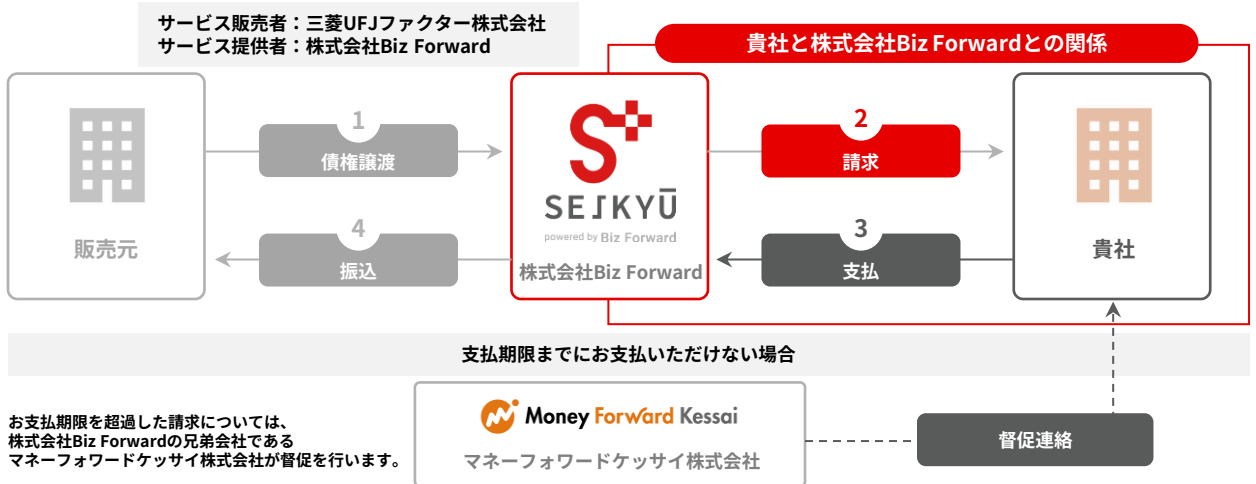 サービス販売者：三菱UFJファクター株式会社
サービス提供者：株式会社Biz Forward
貴社と株式会社Biz Forwardとの関係
1
債権譲渡
2
請求
SEIKYŪ
powered by Biz Forward
株式会社Biz Forward
販売元
4
振込
3
支払
貴社
支払期限までにお支払いただけない場合
お支払期限を超過した請求については、
株式会社Biz Forwardの兄弟会社である
マネーフォワードケッサイ株式会社が督促を行います。
Money Forward Kessai
マネーフォワードケッサイ株式会社
督促連絡